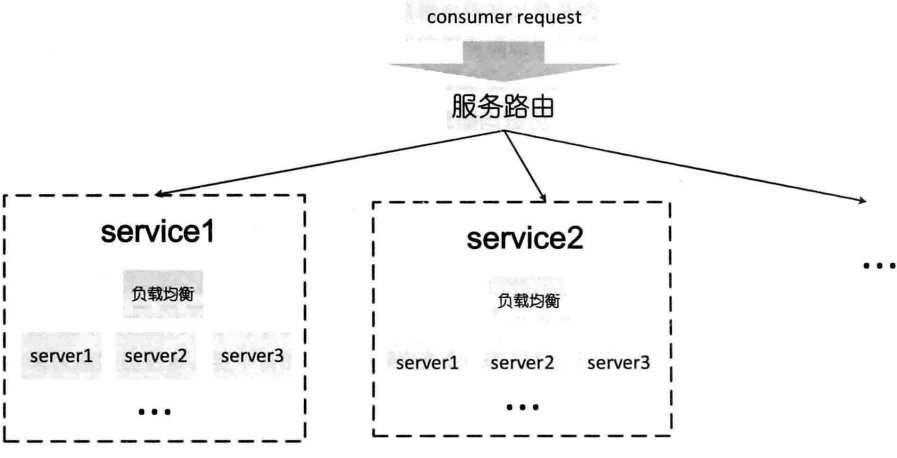 consumer request
服务路由
service1
负载均衡
server1 server2 server3
...
service2
负载均衡
server1 server2 server3
...
...